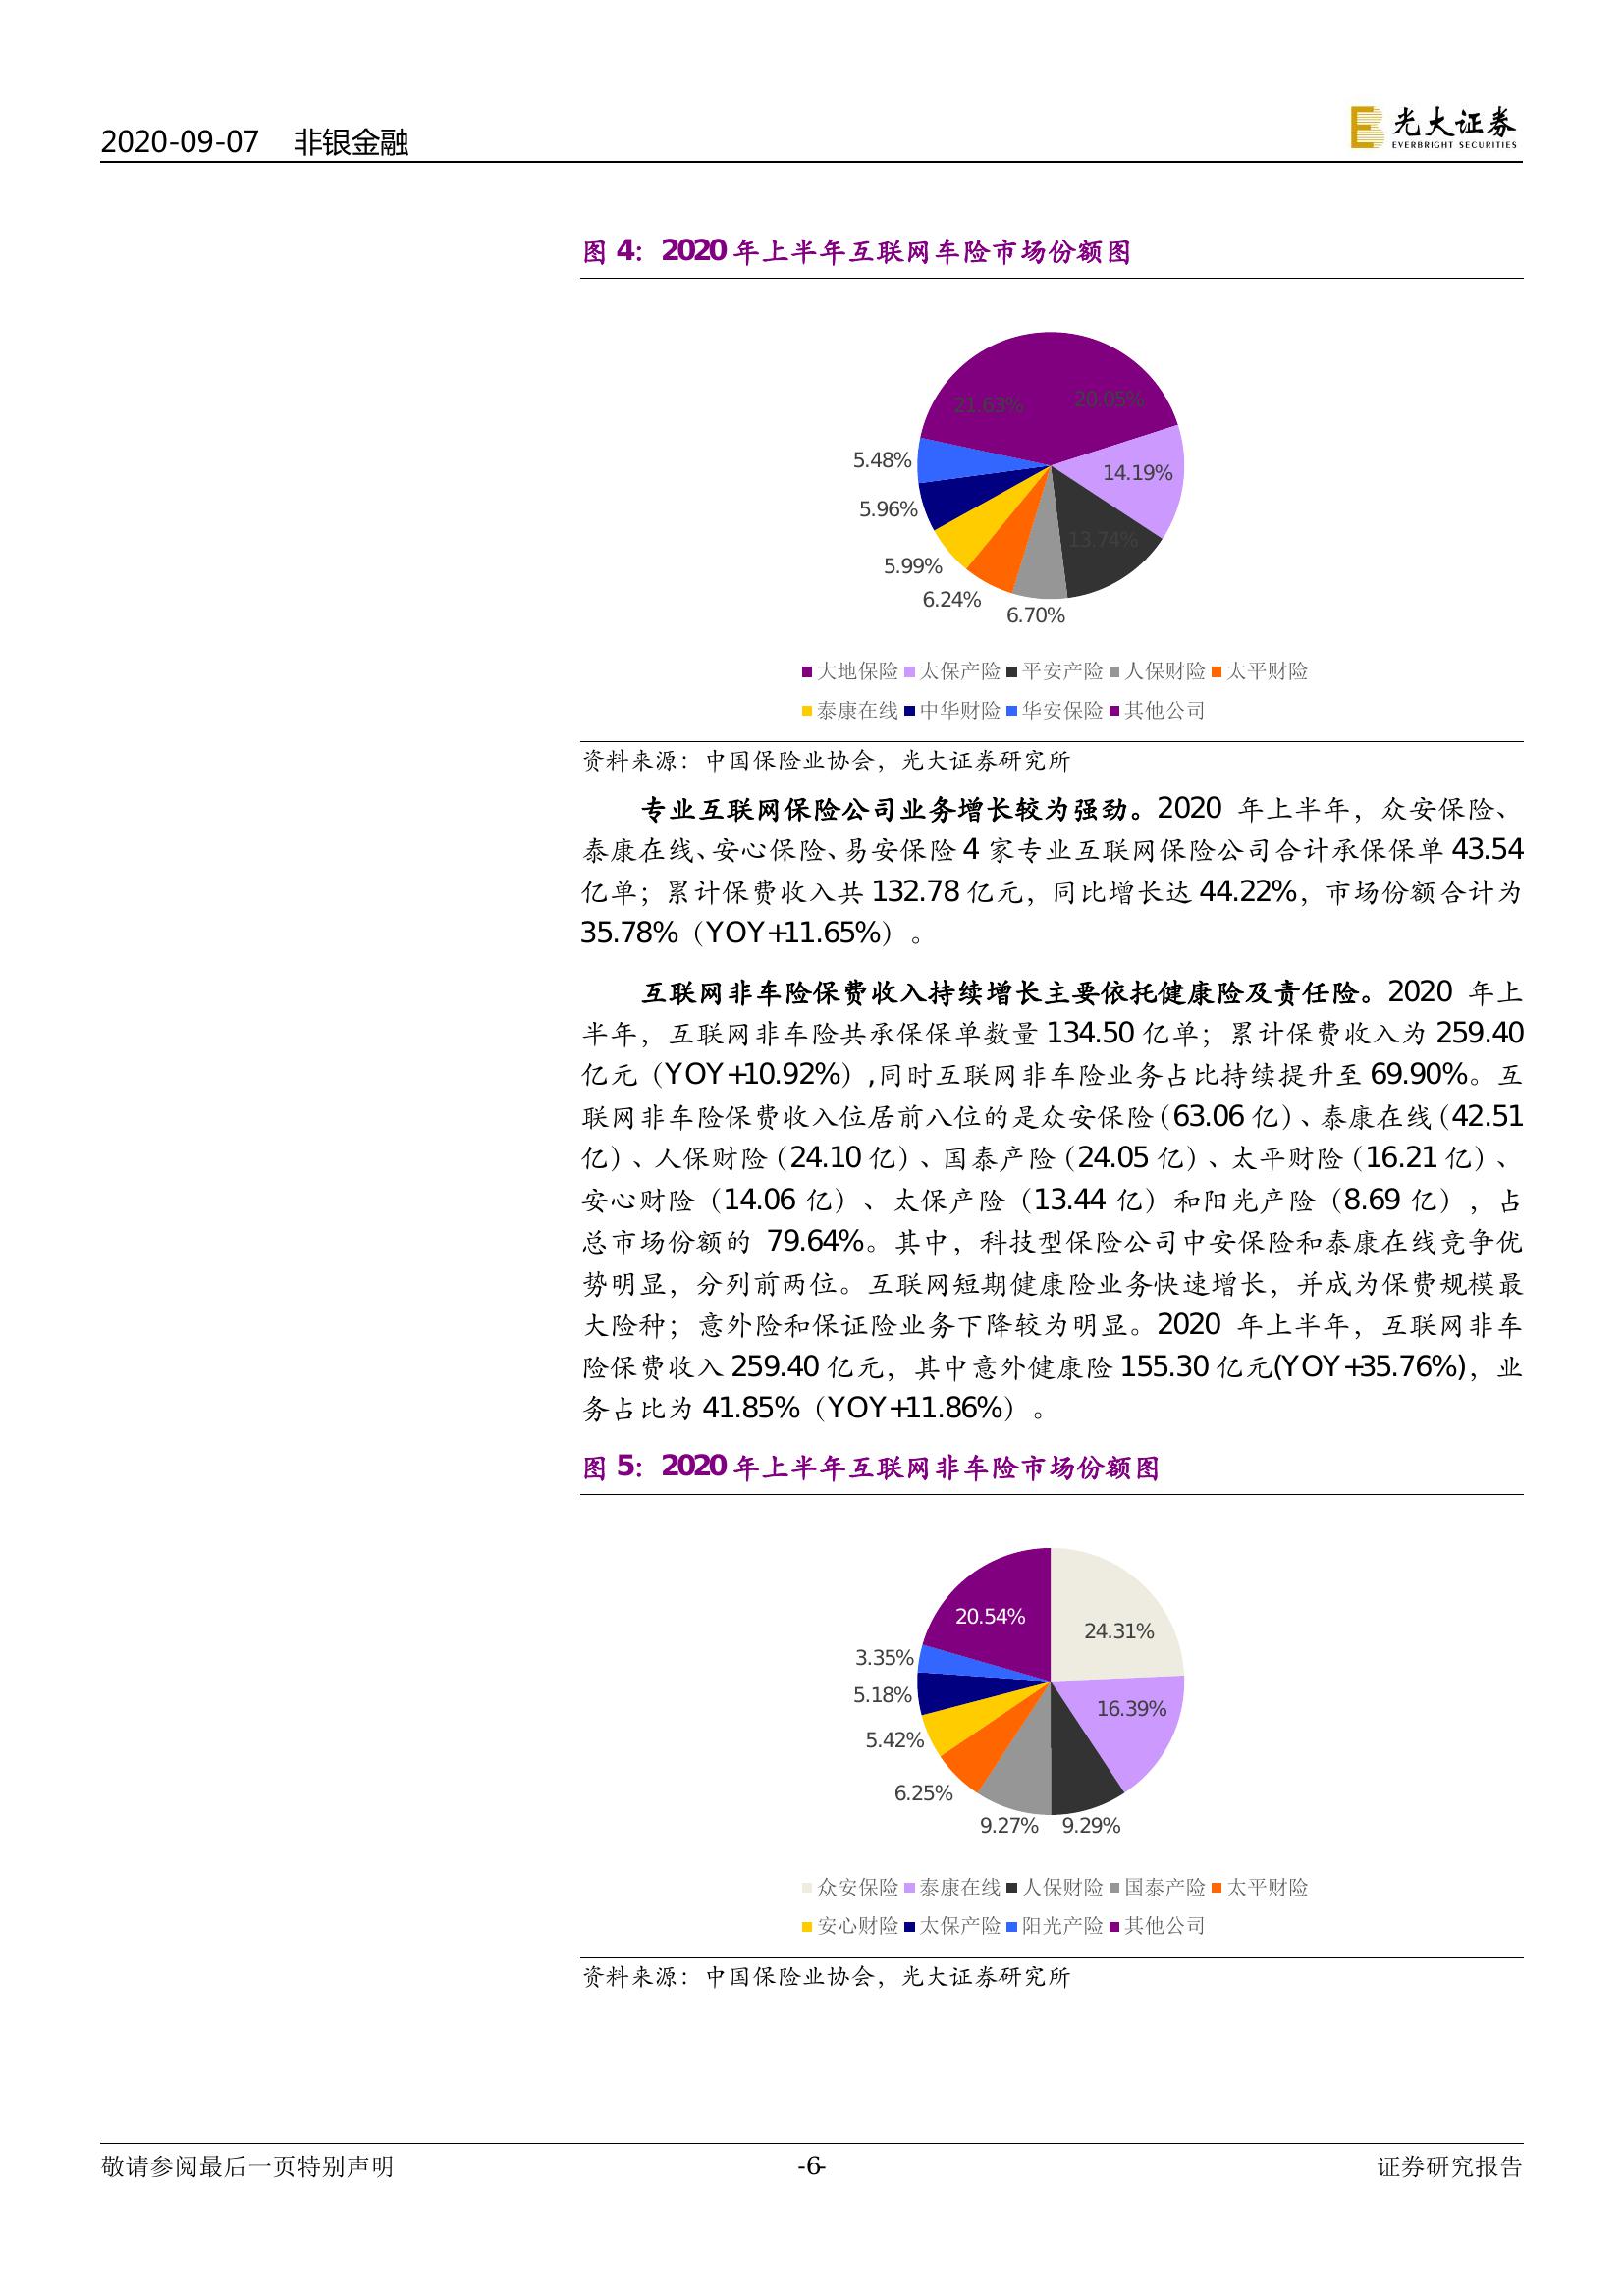 2020-09-07 非银金融
光大证券
EVERBRIGHT SECURITIES
图 4：2020 年上半年互联网车险市场份额图
21.63%
20.05%
5.48%
14.19%
5.96%
13.74%
5.99%
6.24%
6.70%
大地保险 太保产险 平安产险 人保财险 太平财险
泰康在线 中华财险 华安保险 其他公司
资料来源：中国保险业协会，光大证券研究所
专业互联网保险公司业务增长较为强劲。2020 年上半年，众安保险、
泰康在线、安心保险、易安保险 4 家专业互联网保险公司合计承保保单 43.54
亿单；累计保费收入共 132.78 亿元，同比增长达 44.22%，市场份额合计为
35.78%（YOY+11.65%）。
互联网非车险保费收入持续增长主要依托健康险及责任险。2020 年上
半年，互联网非车险共承保保单数量 134.50 亿单；累计保费收入为 259.40
亿元（YOY+10.92%）,同时互联网非车险业务占比持续提升至 69.90%。互
联网非车险保费收入位居前八位的是众安保险（63.06 亿）、泰康在线（42.51
亿）、人保财险（24.10 亿）、国泰产险（24.05 亿）、太平财险（16.21 亿）、
安心财险（14.06 亿）、太保产险（13.44 亿）和阳光产险（8.69 亿），占
总市场份额的 79.64%。其中，科技型保险公司中安保险和泰康在线竞争优
势明显，分列前两位。互联网短期健康险业务快速增长，并成为保费规模最
大险种；意外险和保证险业务下降较为明显。2020 年上半年，互联网非车
险保费收入 259.40 亿元，其中意外健康险 155.30 亿元(YOY+35.76%)，业
务占比为 41.85%（YOY+11.86%）。
图 5：2020 年上半年互联网非车险市场份额图
20.54%
24.31%
3.35%
5.18%
16.39%
5.42%
6.25%
9.27% 9.29%
众安保险 泰康在线 人保财险 国泰产险 太平财险
安心财险 太保产险 阳光产险 其他公司
资料来源：中国保险业协会，光大证券研究所
敬请参阅最后一页特别声明 -6- 证券研究报告